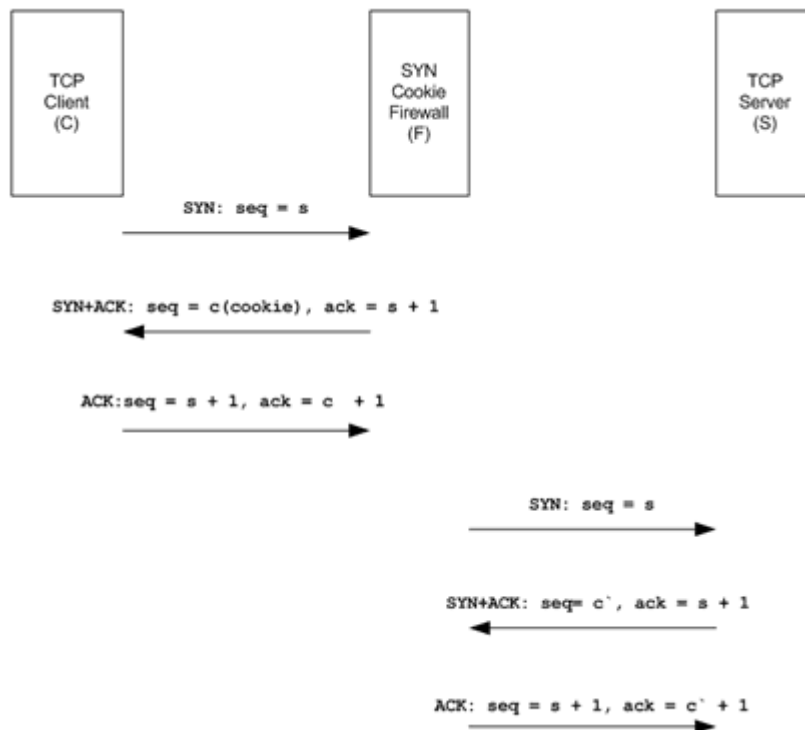 TCP
Client
(C)
SYN
Cookie
Firewall
(F)
TCP
Server
(S)
SYN: seq = s
SYN+ACK: seq = c(cookie), ack = s + 1
ACK:seq = s + 1, ack = c  + 1
SYN: seq = s
SYN+ACK: seq= c`, ack = s + 1
ACK: seq = s + 1, ack = c` + 1